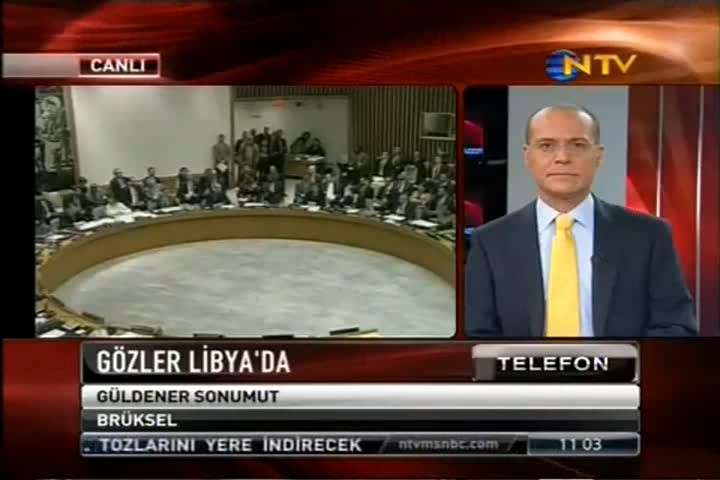 CANLI
NTV
GÖZLER LİBYA'DA
TELEFON
GÜLDENER SONUMUT
BRÜKSEL
TOZLARINI YERE İNDİRECEK
ntvmsnbc.com
11 03